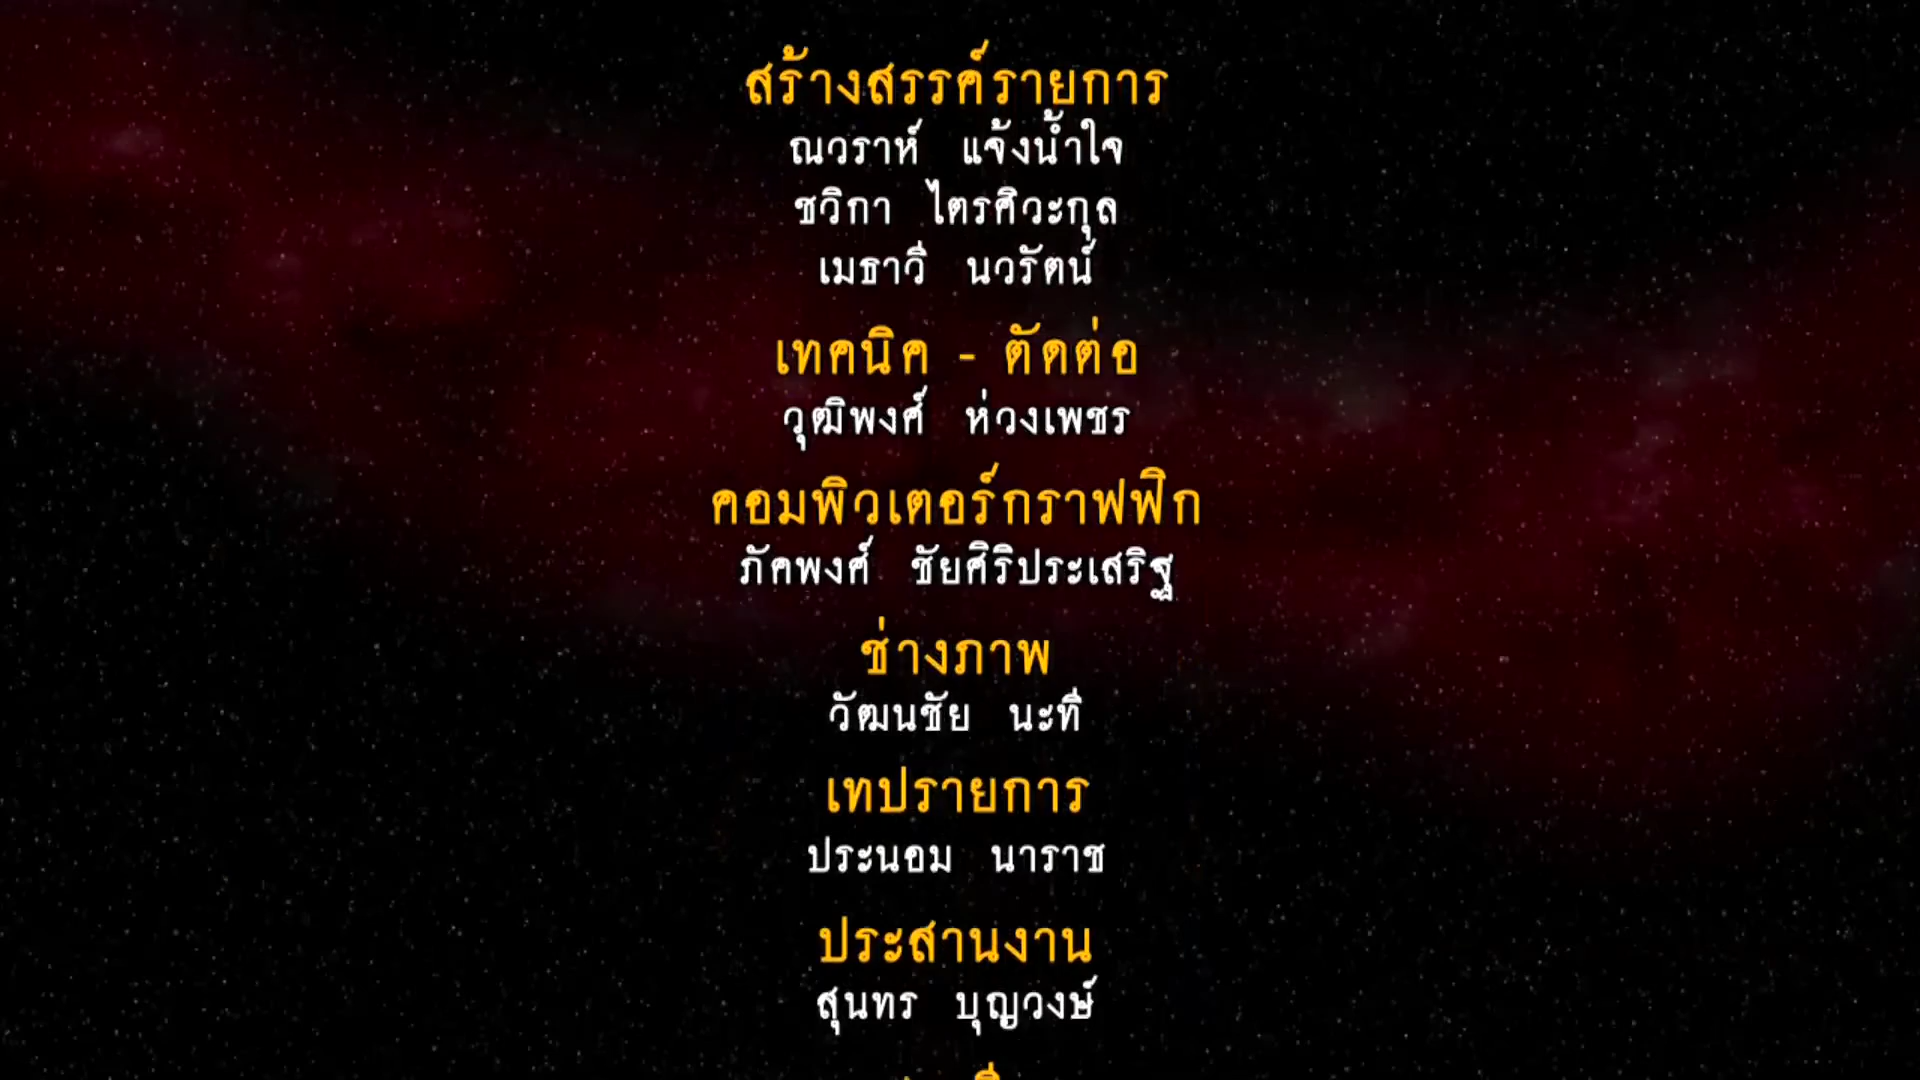 สร้างสรรค์รายการ
ณวราห์ แจ้งน้ำใจ
ชวิกา ไตรศิวะกุล
เมธาวี นวรัตน์
เทคนิค - ตัดต่อ
วุฒิพงศ์ ห่วงเพชร
คอมพิวเตอร์กราฟฟิก
ภัคพงศ์ ชัยศิริประเสริฐ
ช่างภาพ
วัฒนชัย นะที
เทปรายการ
ประนอม นาราช
ประสานงาน
สุนทร บุญวงษ์